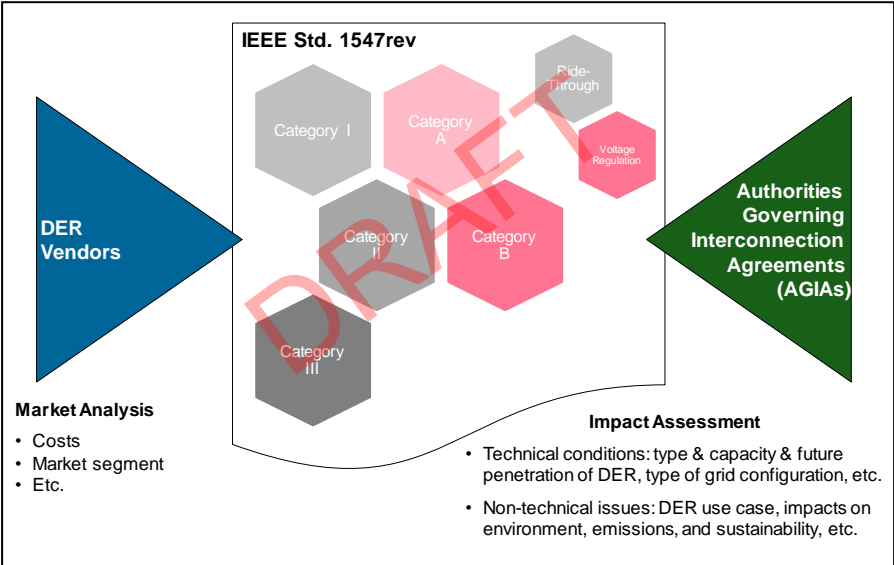 IEEE Std. 1547rev
Ride-
Through
Category I
Category
A
Voltage
Regulation
DER
Vendors
Category
II
Category
B
Authorities
Governing
Interconnection
Agreements
(AGIAs)
Category
III
DRAFT
Market Analysis
• Costs
• Market segment
• Etc.
Impact Assessment
• Technical conditions: type & capacity & future
penetration of DER, type of grid configuration, etc.
• Non-technical issues: DER use case, impacts on
environment, emissions, and sustainability, etc.